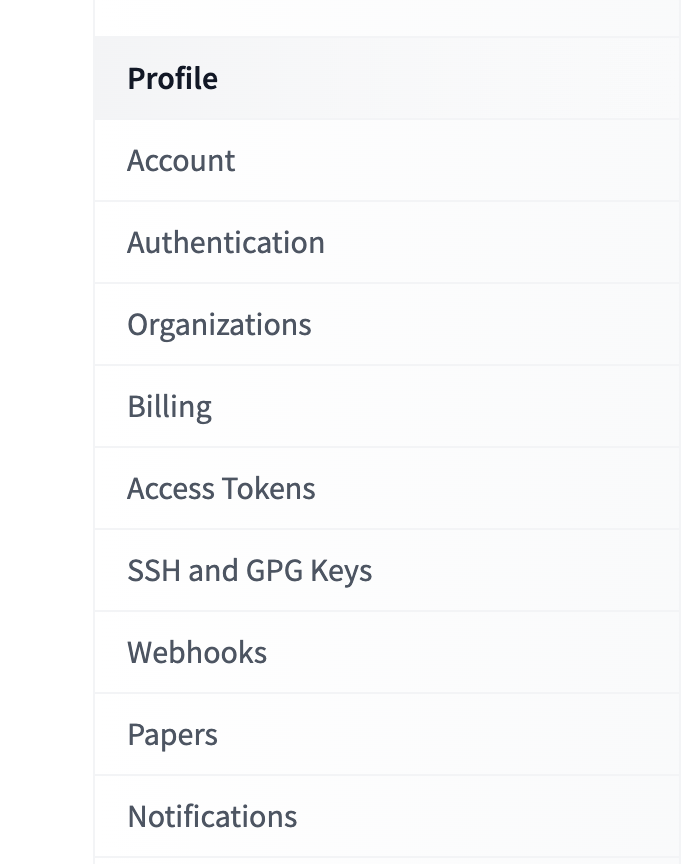 Profile
Account
Authentication
Organizations
Billing
Access Tokens
SSH and GPG Keys
Webhooks
Papers
Notifications